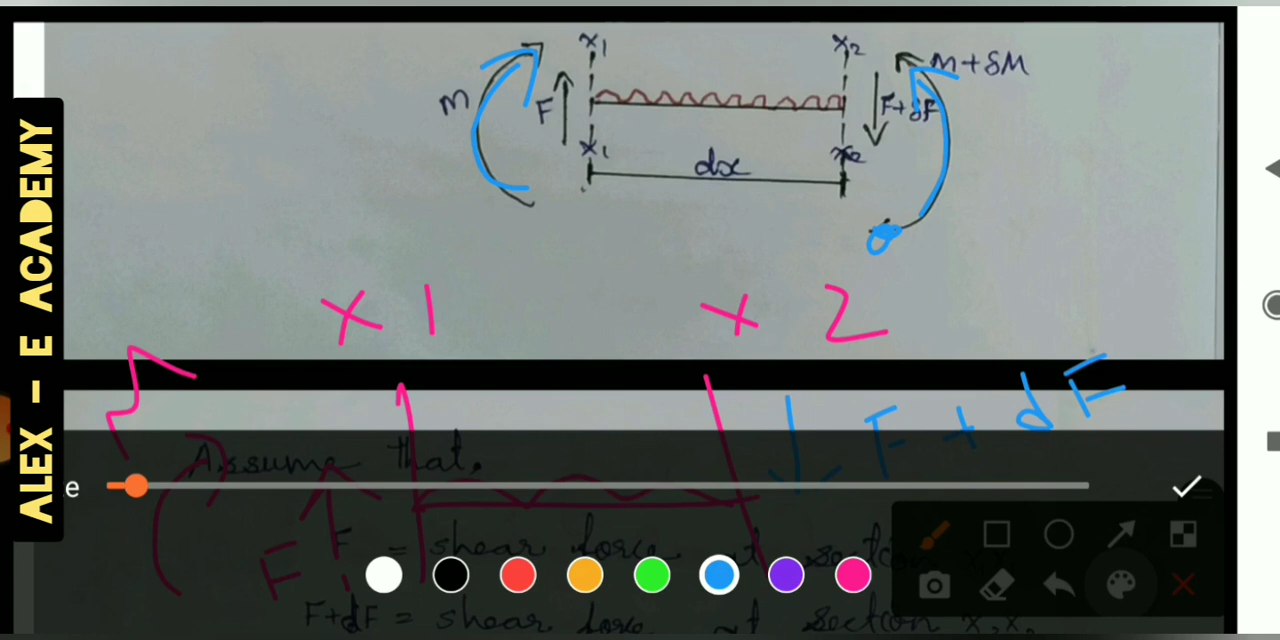 ALEX - E ACADEMY
x1 x2
M F F+δF M+δM
x1 x2
dx
x 1 x 2
F + dF
Assume that,
F
F = shear force at section
F+dF = shear force at section x2x2
e